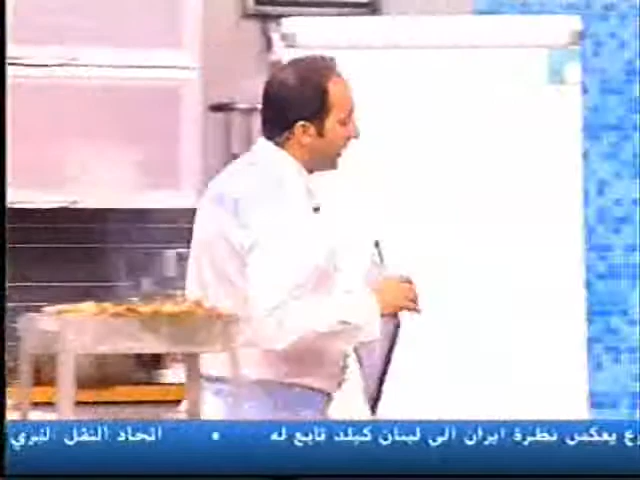 ع يعكس نظرة ايران الى لبنان كبلد تابع له • اتحاد النقل البري